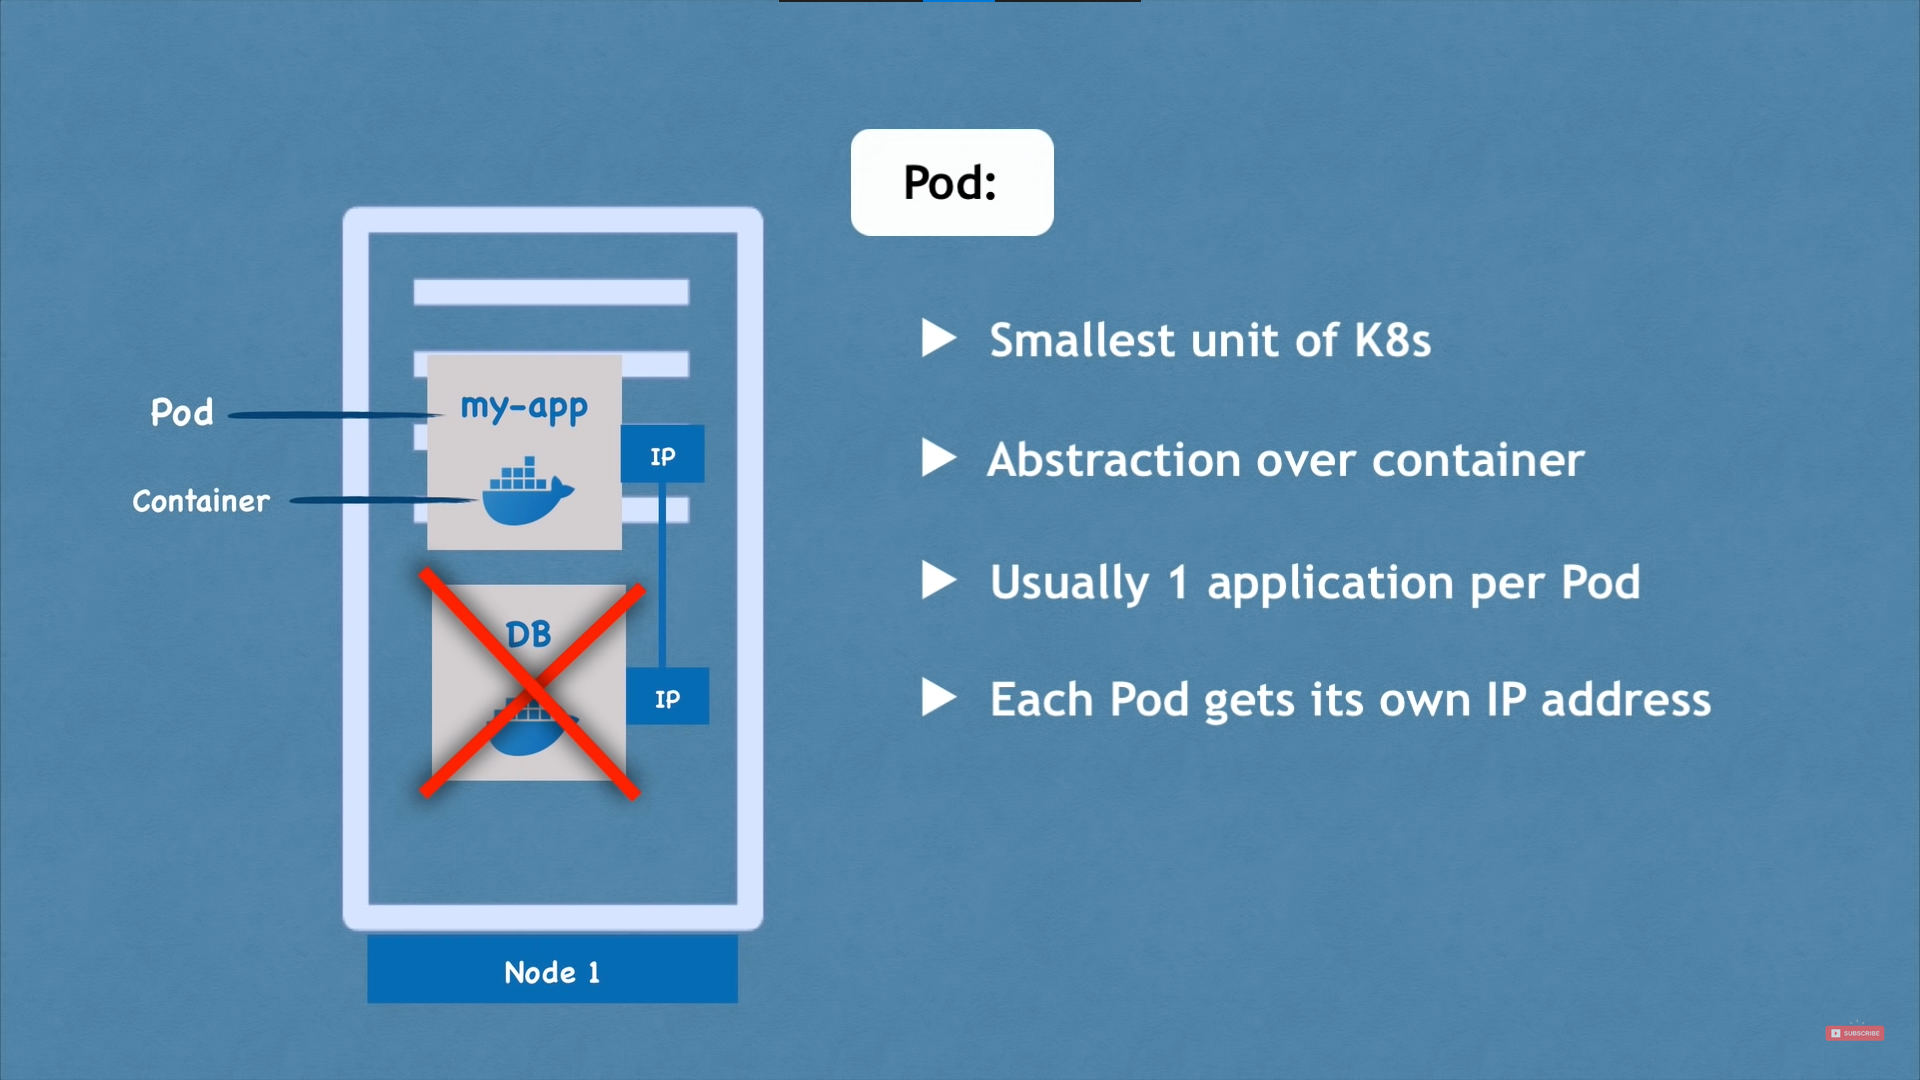 Pod:
Smallest unit of K8s
Abstraction over container
Usually 1 application per Pod
Each Pod gets its own IP address
Pod
Container
my-app
IP
DB
IP
Node 1
SUBSCRIBE